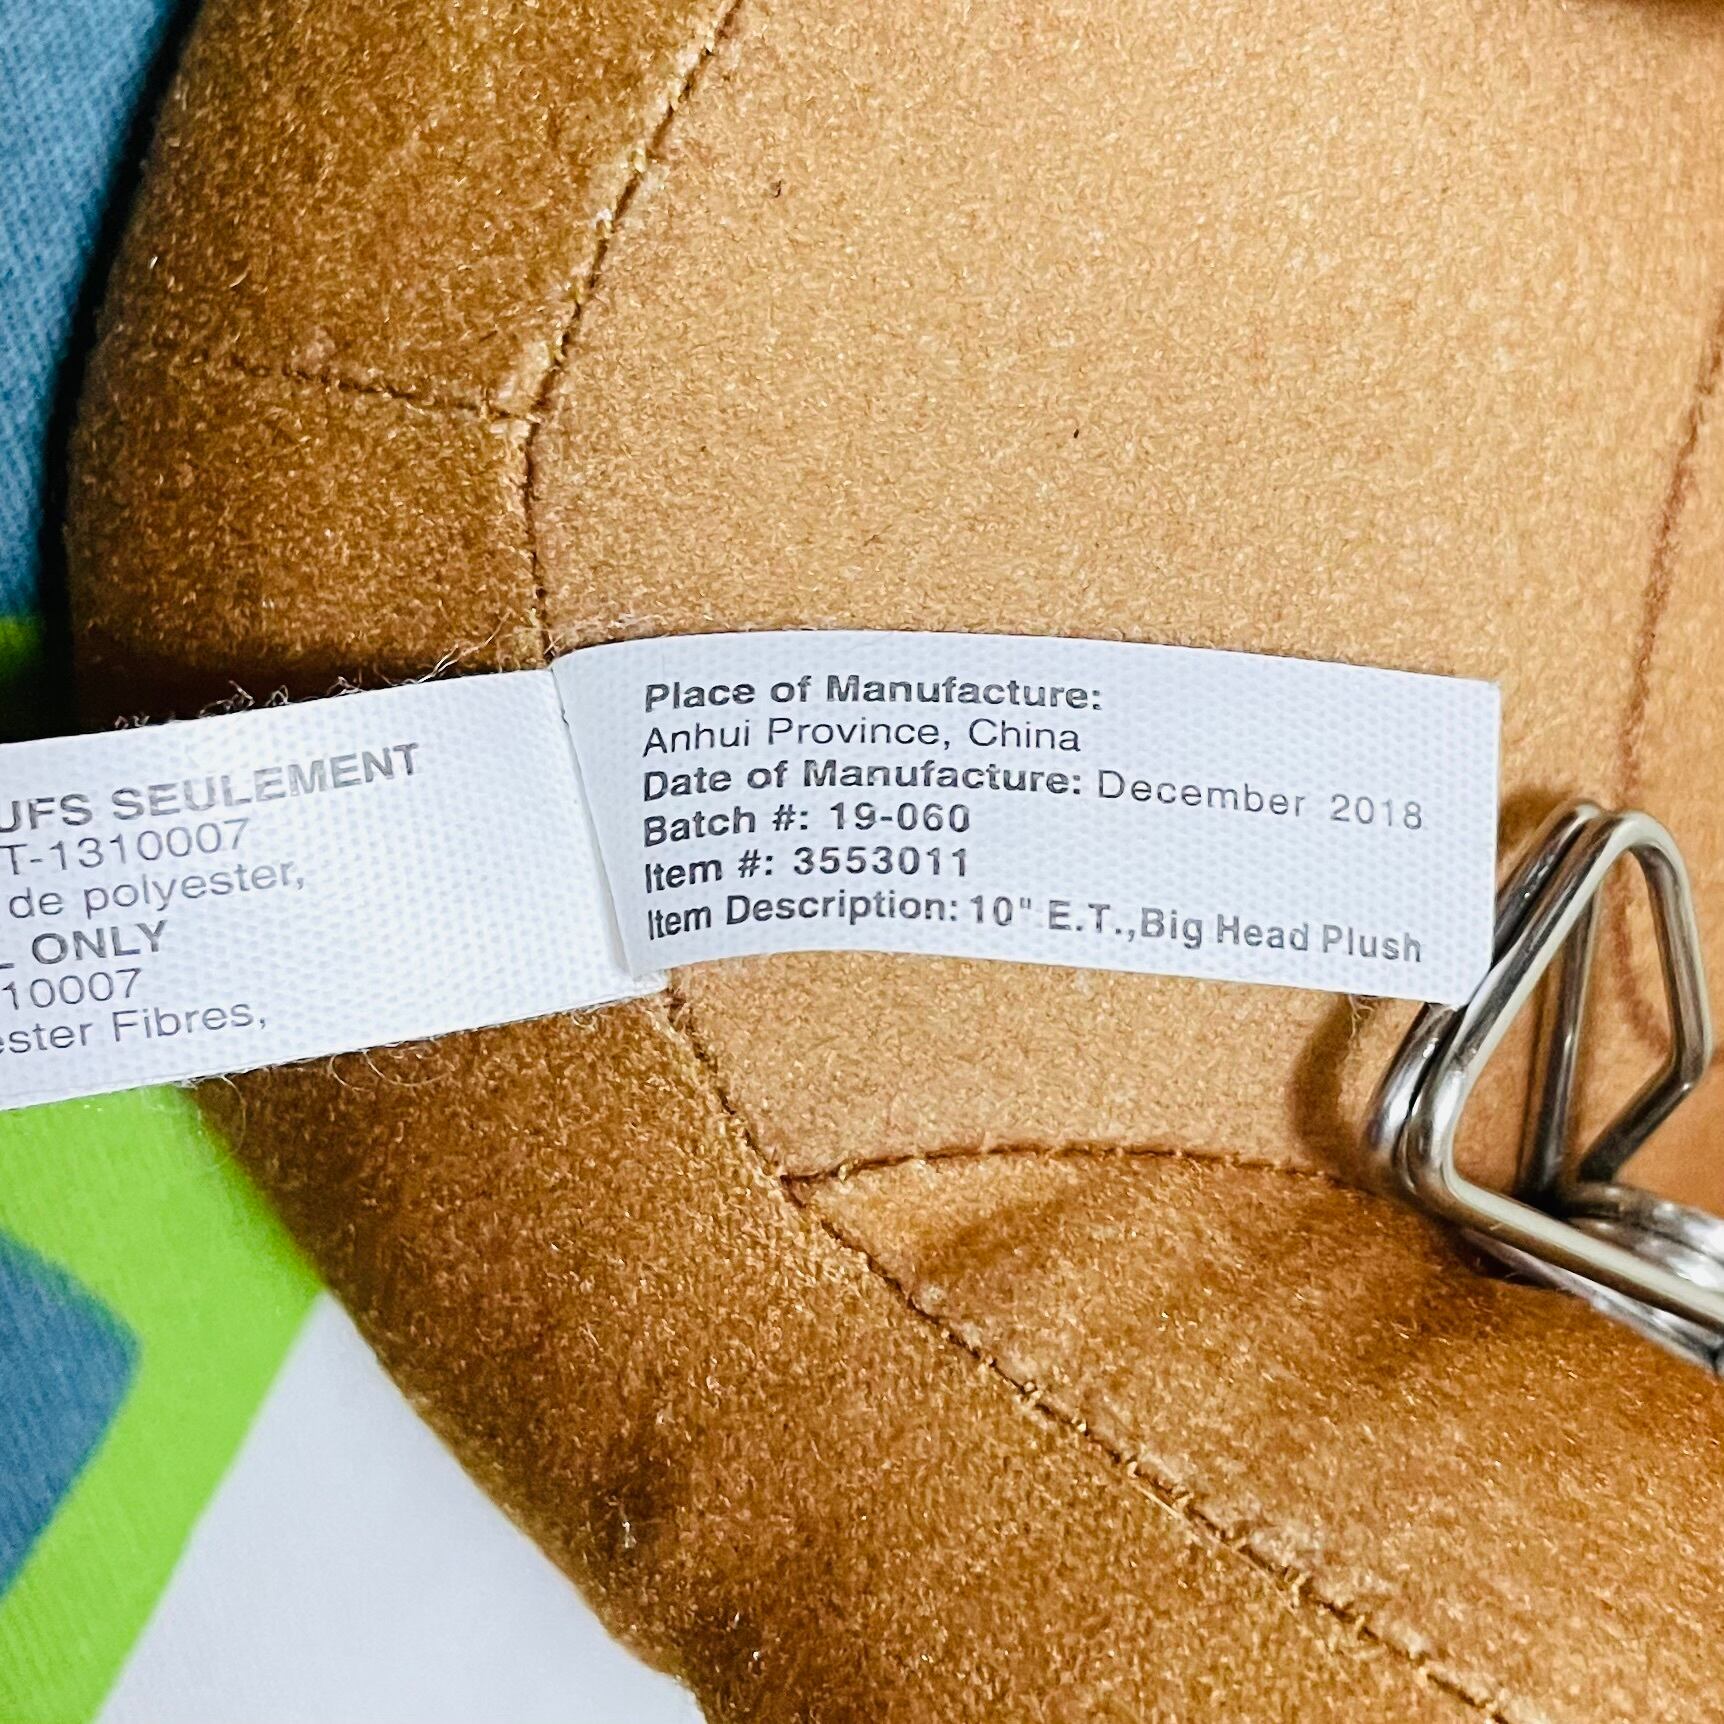 UFS SEULEMENT
T-1310007
de polyester,
L ONLY
10007
ester Fibres,
Place of Manufacture:
Anhui Province, China
Date of Manufacture: December 2018
Batch #: 19-060
Item #: 3553011
Item Description: 10" E.T.,Big Head Plush